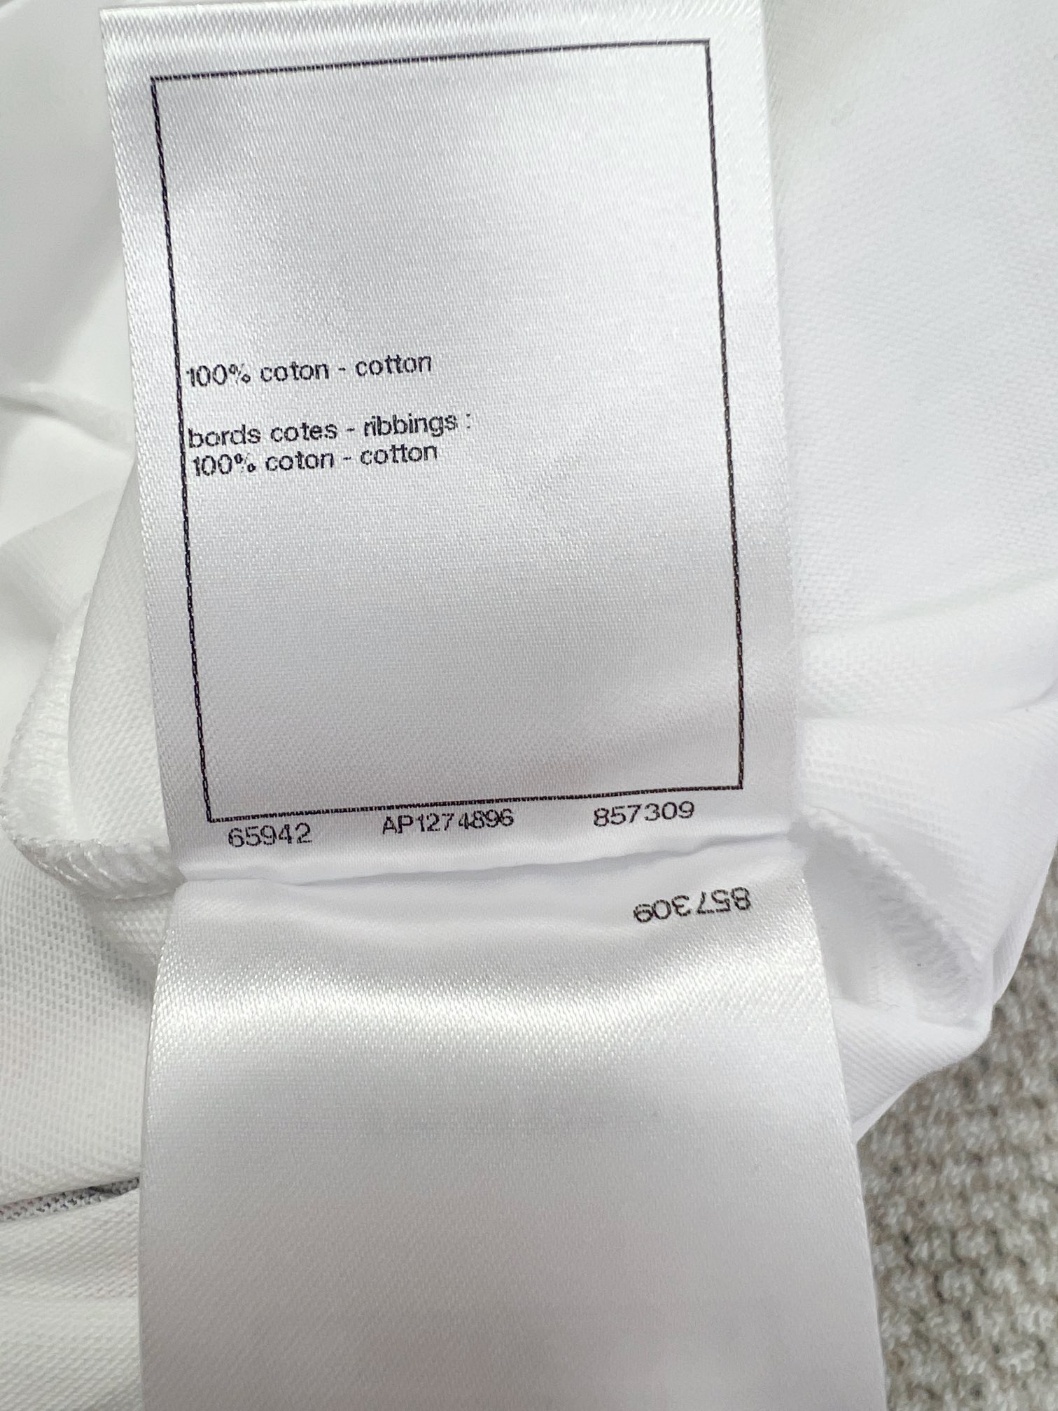 100% coton - cotton
bords cotes - ribbings :
100% coton - cotton
65942 AP1274896 857309
857309